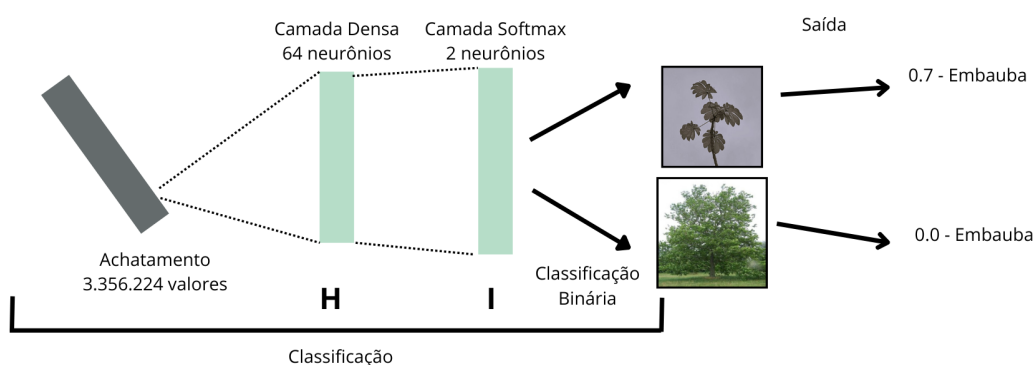 Saída
Camada Densa
64 neurônios
Camada Softmax
2 neurônios
0.7 - Embauba
0.0 - Embauba
Achatamento
3.356.224 valores
H
I
Classificação
Binária
Classificação